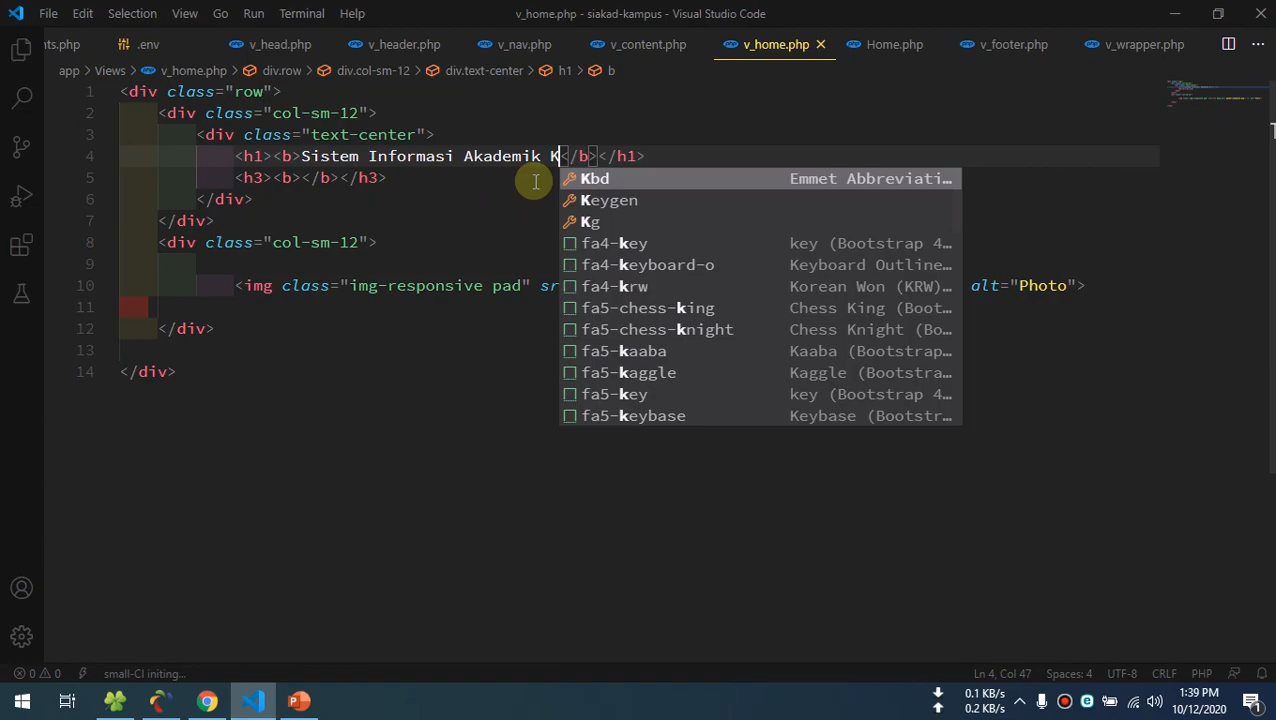 File Edit Selection View Go Run Terminal Help v_home.php - siakad-kampus - Visual Studio Code
nts.php .env v_head.php v_header.php v_nav.php v_content.php v_home.php Home.php v_footer.php v_wrapper.php
app > Views > v_home.php > div.row > div.col-sm-12 > div.text-center > h1 > b
1 <div class="row">
2 <div class="col-sm-12">
3 <div class="text-center">
4 <h1><b>Sistem Informasi Akademik K</b></h1>
5 <h3><b></b></h3>
Kbd Emmet Abbreviati…
Keygen
6 </div>
7 </div>
Kg
8 <div class="col-sm-12">
fa4-key key (Bootstrap 4…
9
fa4-keyboard-o Keyboard Outline…
10 <img class="img-responsive pad" sr alt="Photo">
fa4-krw Korean Won (KRW)…
11
fa5-chess-king Chess King (Boot…
12 </div>
fa5-chess-knight Chess Knight (Bo…
13
fa5-kaaba Kaaba (Bootstrap…
14 </div>
fa5-kaggle Kaggle (Bootstra…
fa5-key key (Bootstrap 4…
fa5-keybase Keybase (Bootstr…
0 0 small-CI initing... Ln 4, Col 47 Spaces: 4 UTF-8 CRLF PHP
0.1 KB/s 1:39 PM
0.2 KB/s 10/12/2020 1